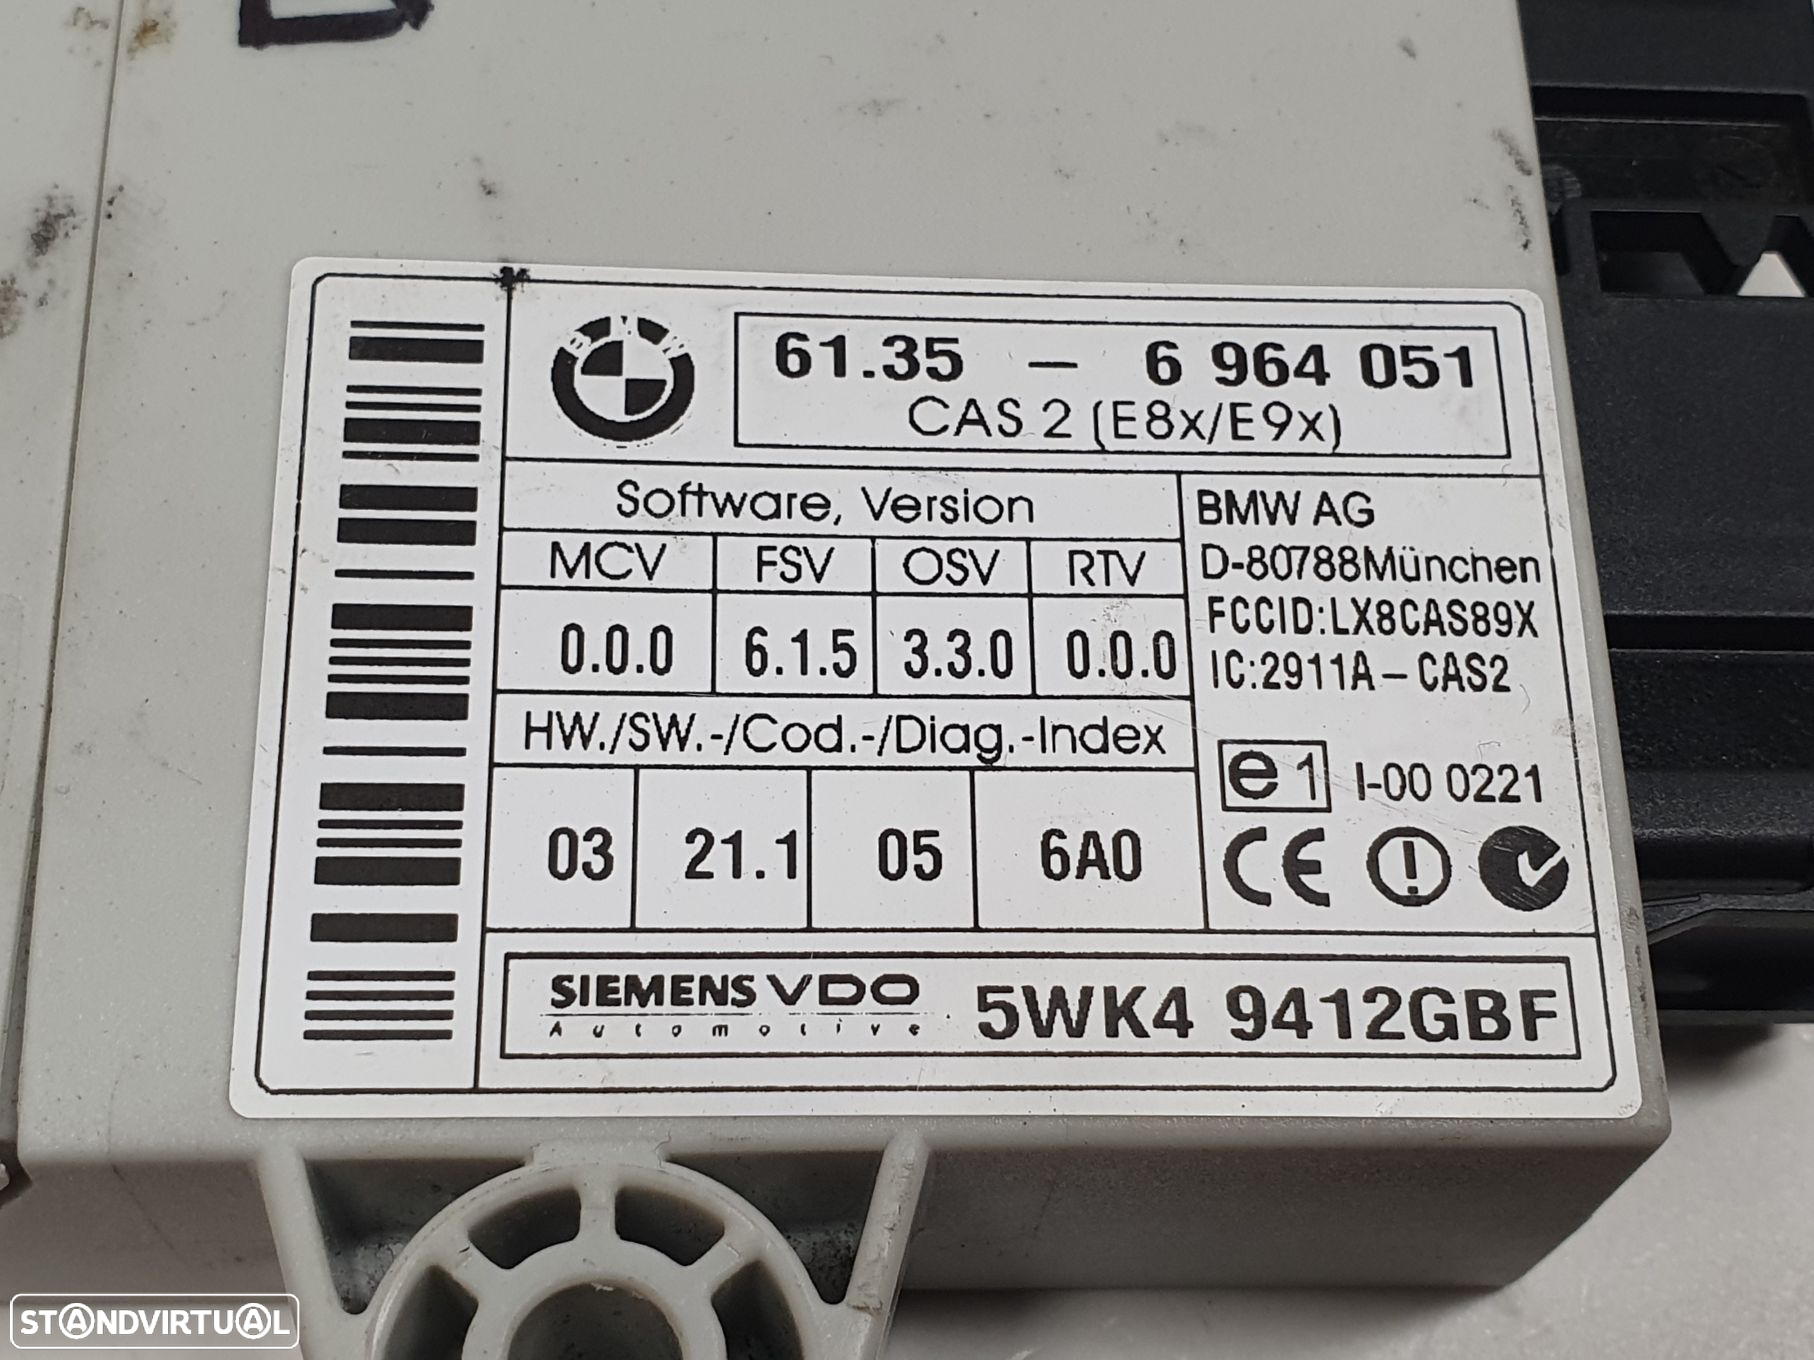 BMW
61.35 - 6 964 051
CAS 2 (E8x/E9x)
Software, Version
MCV FSV OSV RTV
0.0.0 6.1.5 3.3.0 0.0.0
HW./SW.-/Cod.-/Diag.-Index
03 21.1 05 6A0
BMW AG
D-80788München
FCCID:LX8CAS89X
IC:2911A-CAS2
e1 I-00 0221
CE
SIEMENS VDO
Automotive
5WK4 9412GBF
STANDVIRTUAL